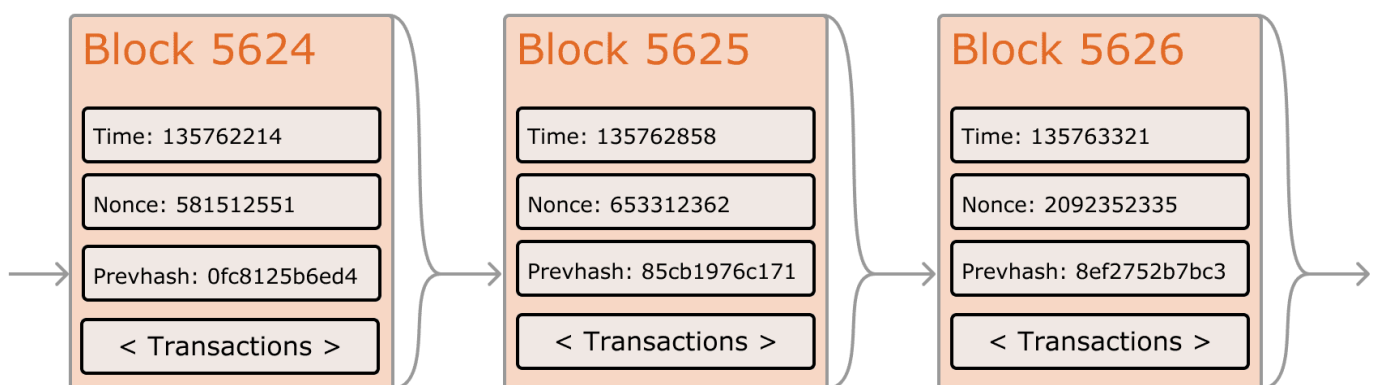 Block 5624
Time: 135762214
Nonce: 581512551
Prevhash: 0fc8125b6ed4
< Transactions >
Block 5625
Time: 135762858
Nonce: 653312362
Prevhash: 85cb1976c171
< Transactions >
Block 5626
Time: 135763321
Nonce: 2092352335
Prevhash: 8ef2752b7bc3
< Transactions >